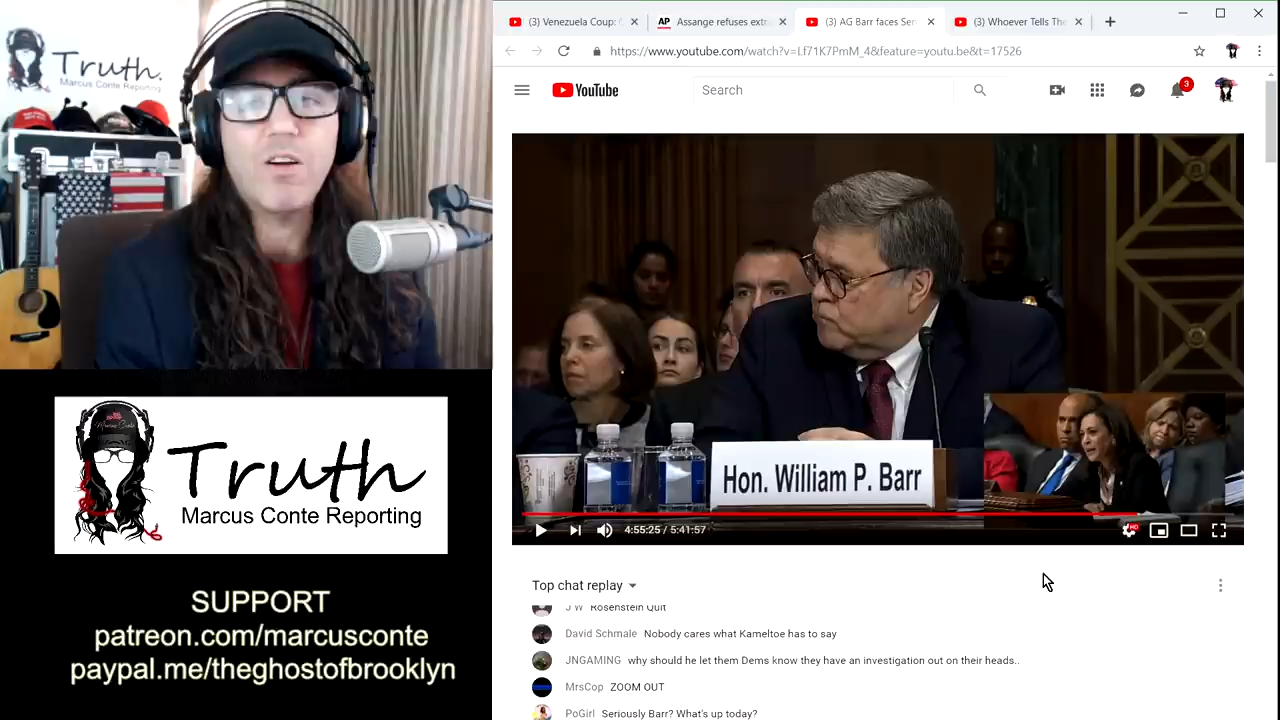 Truth.
Marcus Conte Reporting
(3) Venezuela Coup:
AP Assange refuses extr
(3) AG Barr faces Sen
(3) Whoever Tells The
https://www.youtube.com/watch?v=Lf71K7PmM_4&feature=youtu.be&t=17526
YouTube
Search
3
Hon. William P. Barr
4:55:25 / 5:41:57
HD
Top chat replay
J W Rosenstein Quit
David Schmale Nobody cares what Kameltoe has to say
JNGAMING why should he let them Dems know they have an investigation out on their heads..
MrsCop ZOOM OUT
PoGirl Seriously Barr? What's up today?
Truth
Marcus Conte Reporting
SUPPORT
patreon.com/marcusconte
paypal.me/theghostofbrooklyn